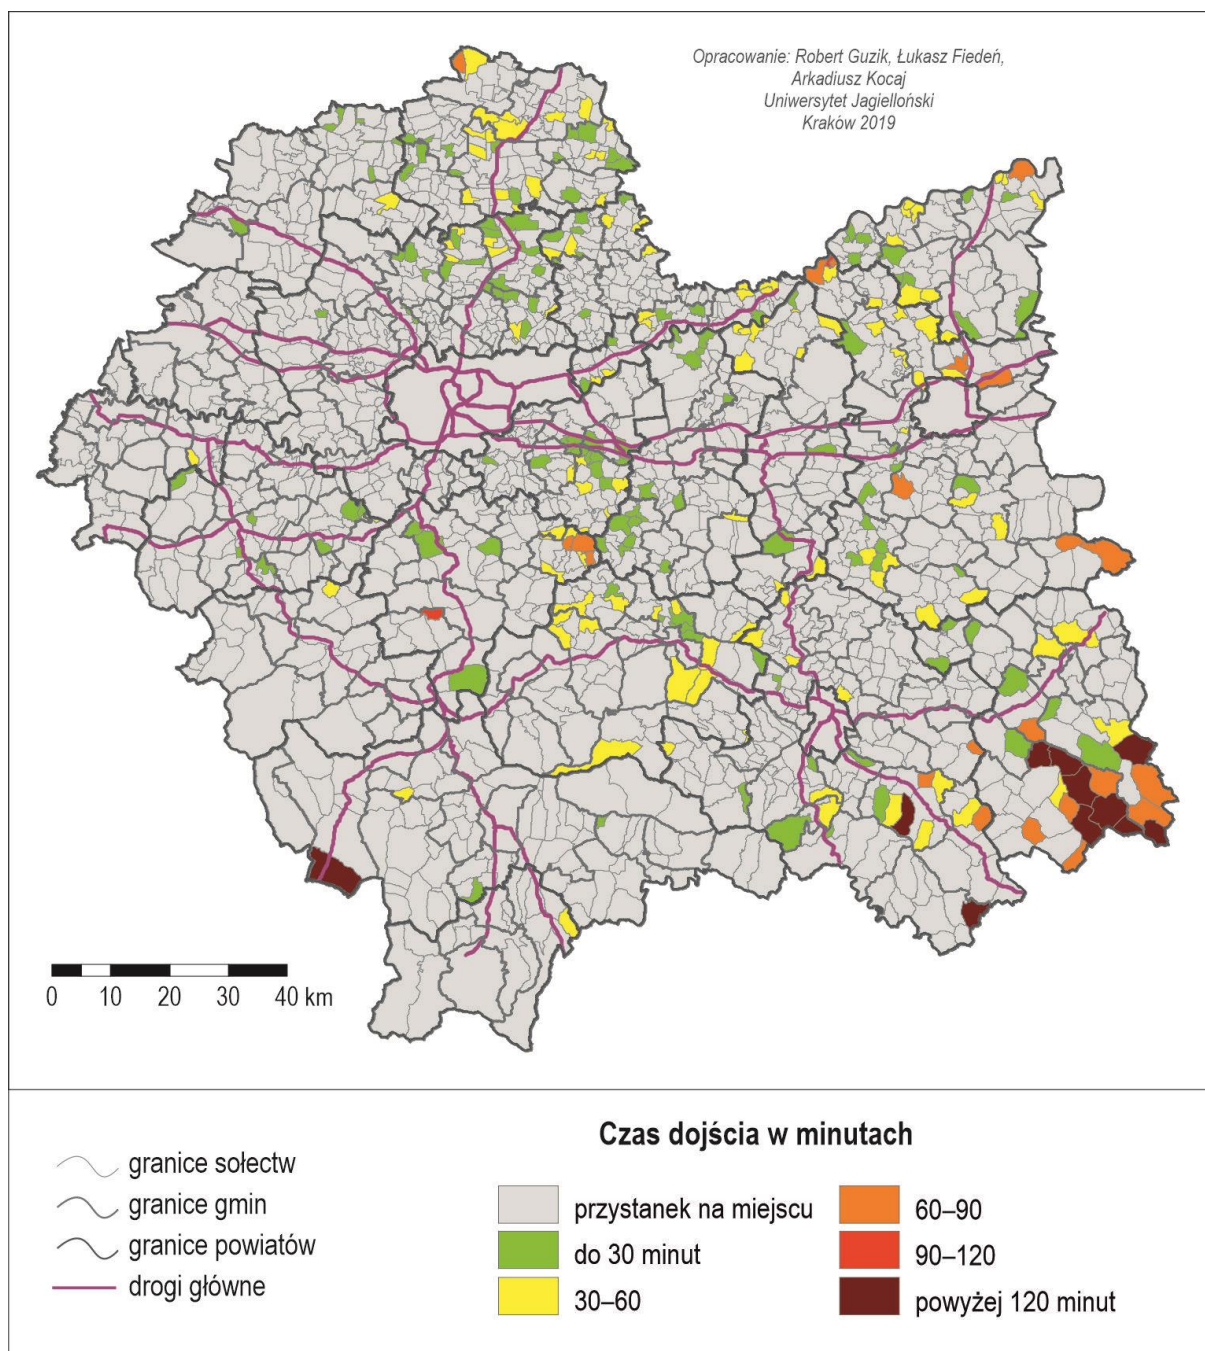 Opracowanie: Robert Guzik, Łukasz Fiedeń,
Arkadiusz Kocaj
Uniwersytet Jagielloński
Kraków 2019
0 10 20 30 40 km
granice sołectw
granice gmin
granice powiatów
drogi główne
Czas dojścia w minutach
przystanek na miejscu
do 30 minut
30–60
60–90
90–120
powyżej 120 minut